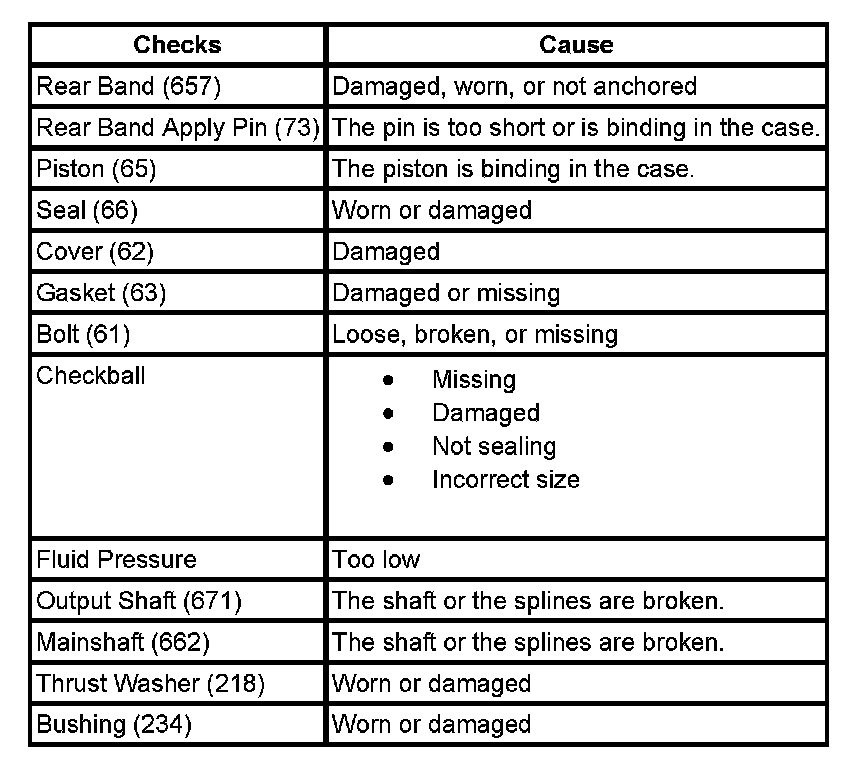 Checks Cause
Rear Band (657) Damaged, worn, or not anchored
Rear Band Apply Pin (73) The pin is too short or is binding in the case.
Piston (65) The piston is binding in the case.
Seal (66) Worn or damaged
Cover (62) Damaged
Gasket (63) Damaged or missing
Bolt (61) Loose, broken, or missing
Checkball
• Missing
• Damaged
• Not sealing
• Incorrect size
Fluid Pressure Too low
Output Shaft (671) The shaft or the splines are broken.
Mainshaft (662) The shaft or the splines are broken.
Thrust Washer (218) Worn or damaged
Bushing (234) Worn or damaged